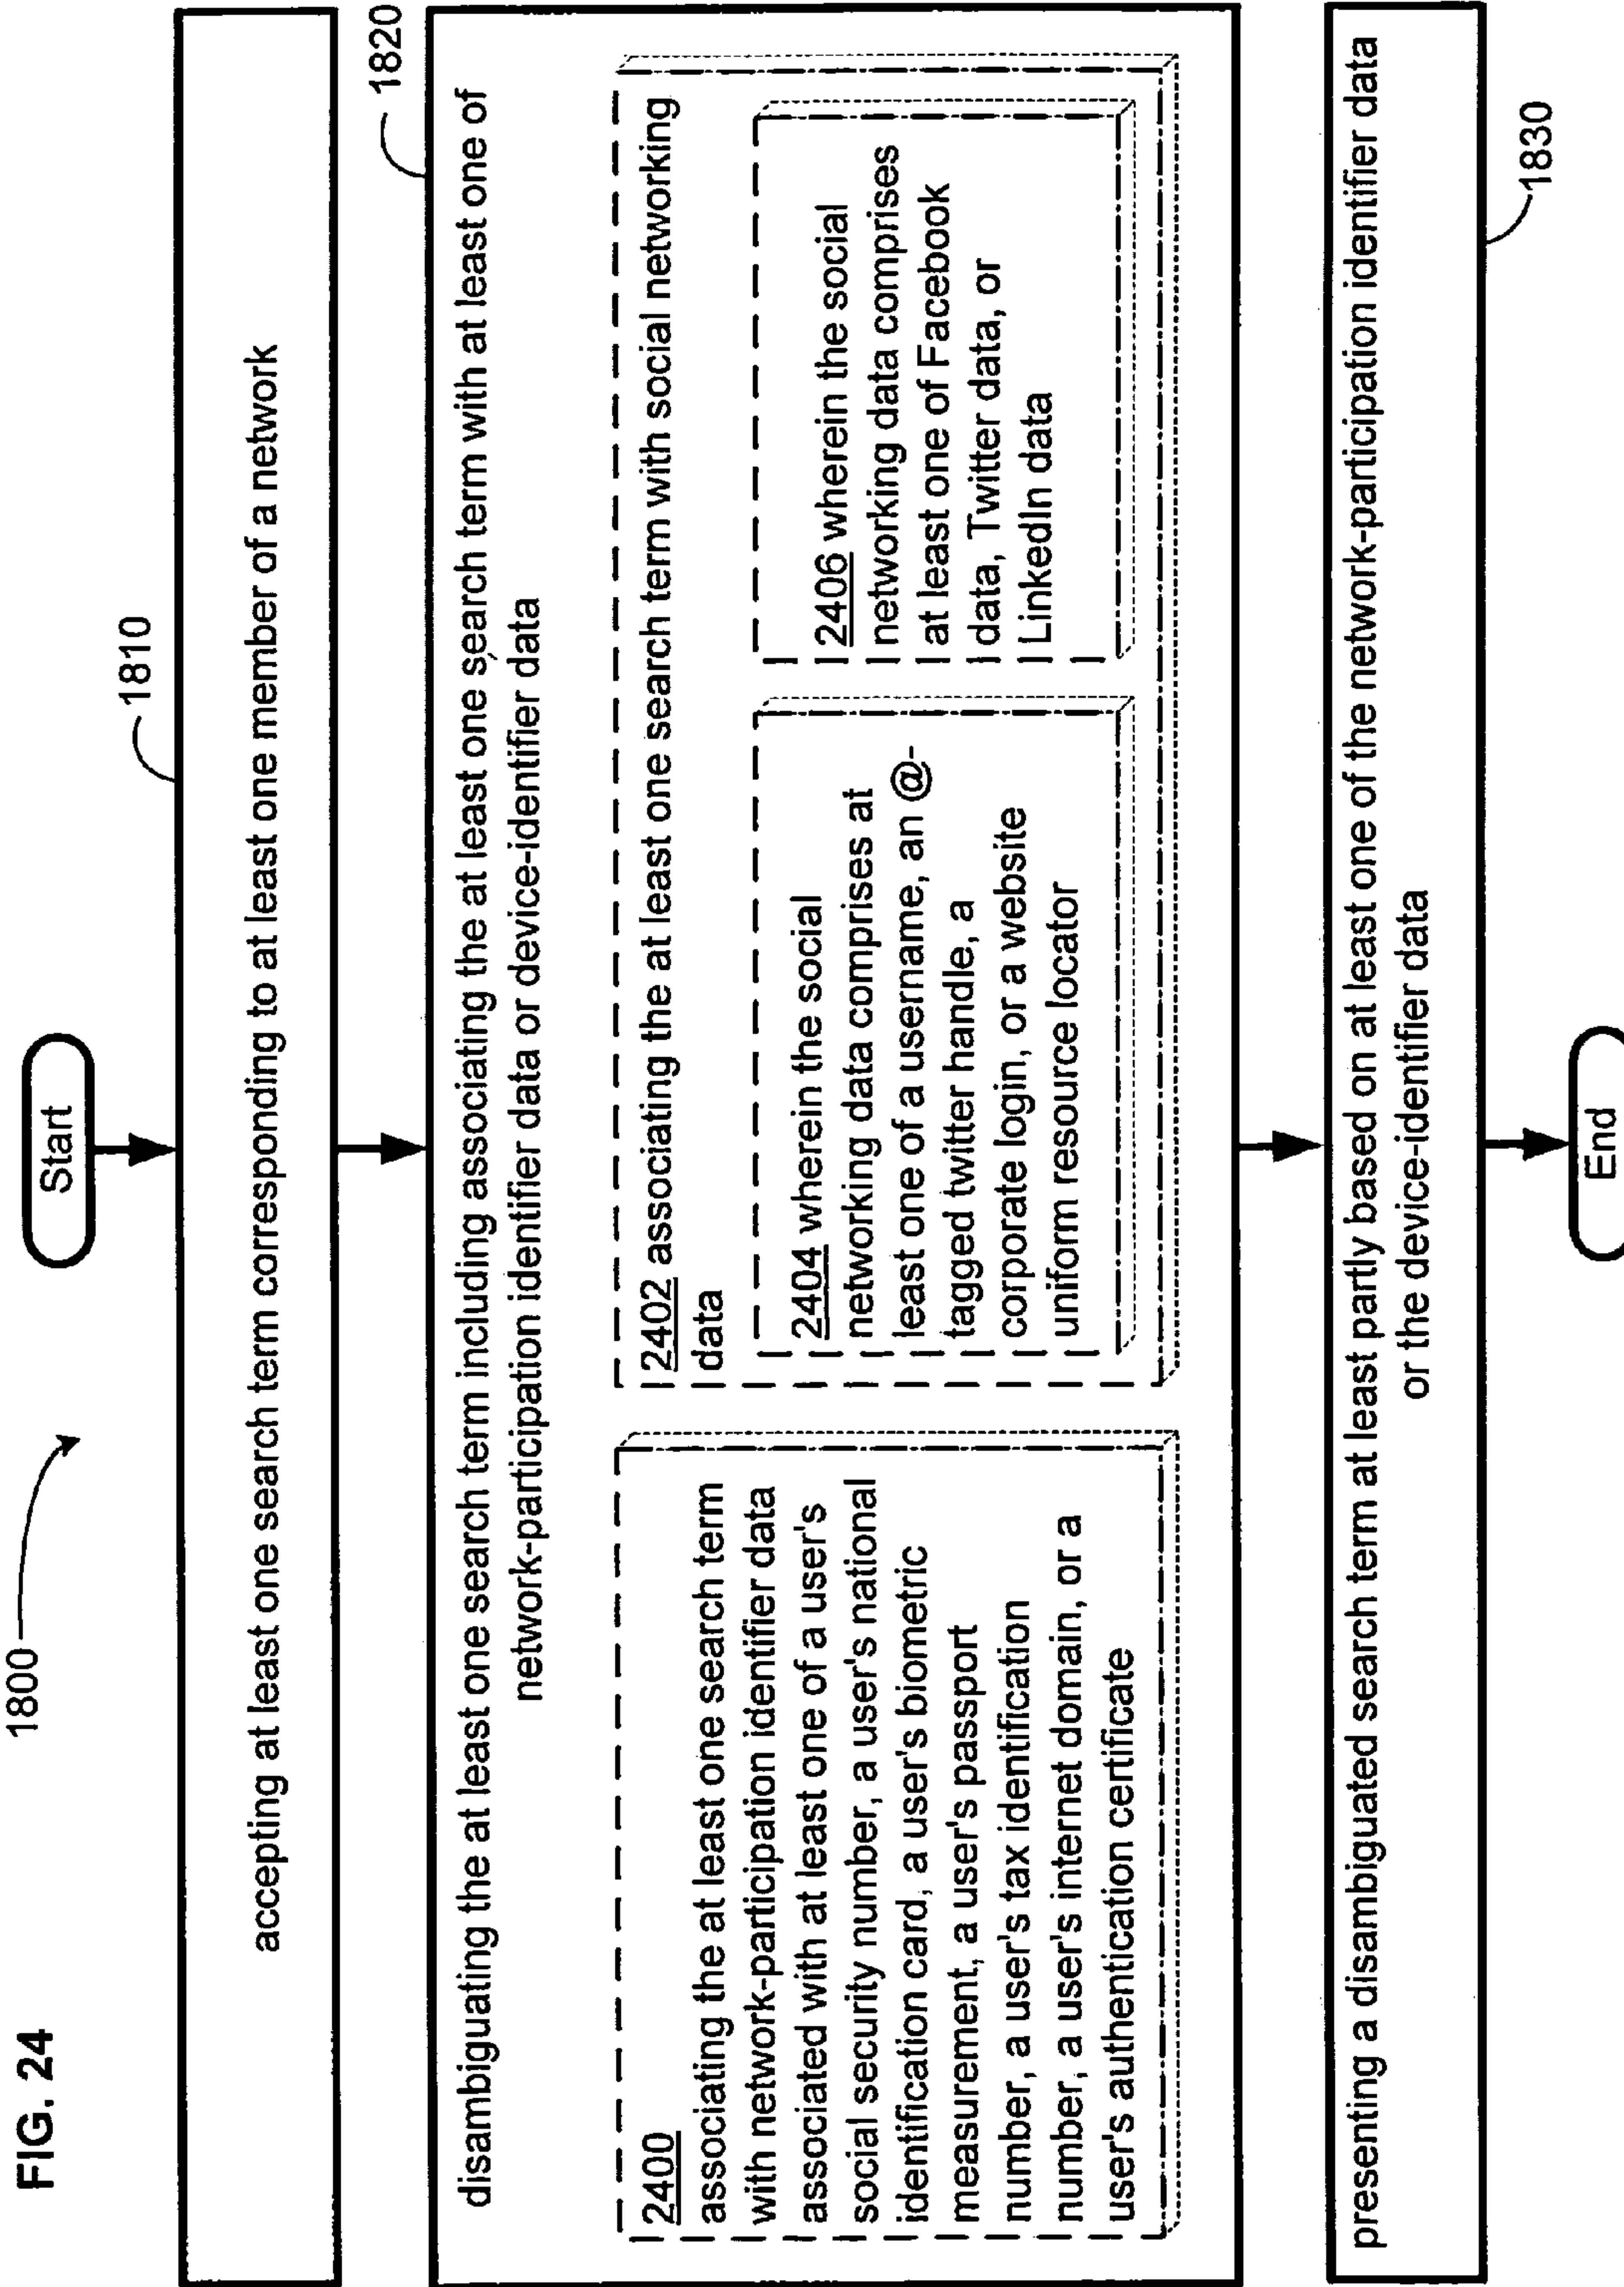 FIG. 24
1800
Start
1810
accepting at least one search term corresponding to at least one member of a network
1820
disambiguating the at least one search term including associating the at least one search term with at least one of
network-participation identifier data or device-identifier data
2400
associating the at least one search term
with network-participation identifier data
associated with at least one of a user's
social security number, a user's national
identification card, a user's biometric
measurement, a user's passport
number, a user's tax identification
number, a user's internet domain, or a
user's authentication certificate
2402 associating the at least one search term with social networking
data
2404 wherein the social
networking data comprises at
least one of a username, an @-
tagged twitter handle, a
corporate login, or a website
uniform resource locator
2406 wherein the social
networking data comprises
at least one of Facebook
data, Twitter data, or
LinkedIn data
presenting a disambiguated search term at least partly based on at least one of the network-participation identifier data
or the device-identifier data
1830
End